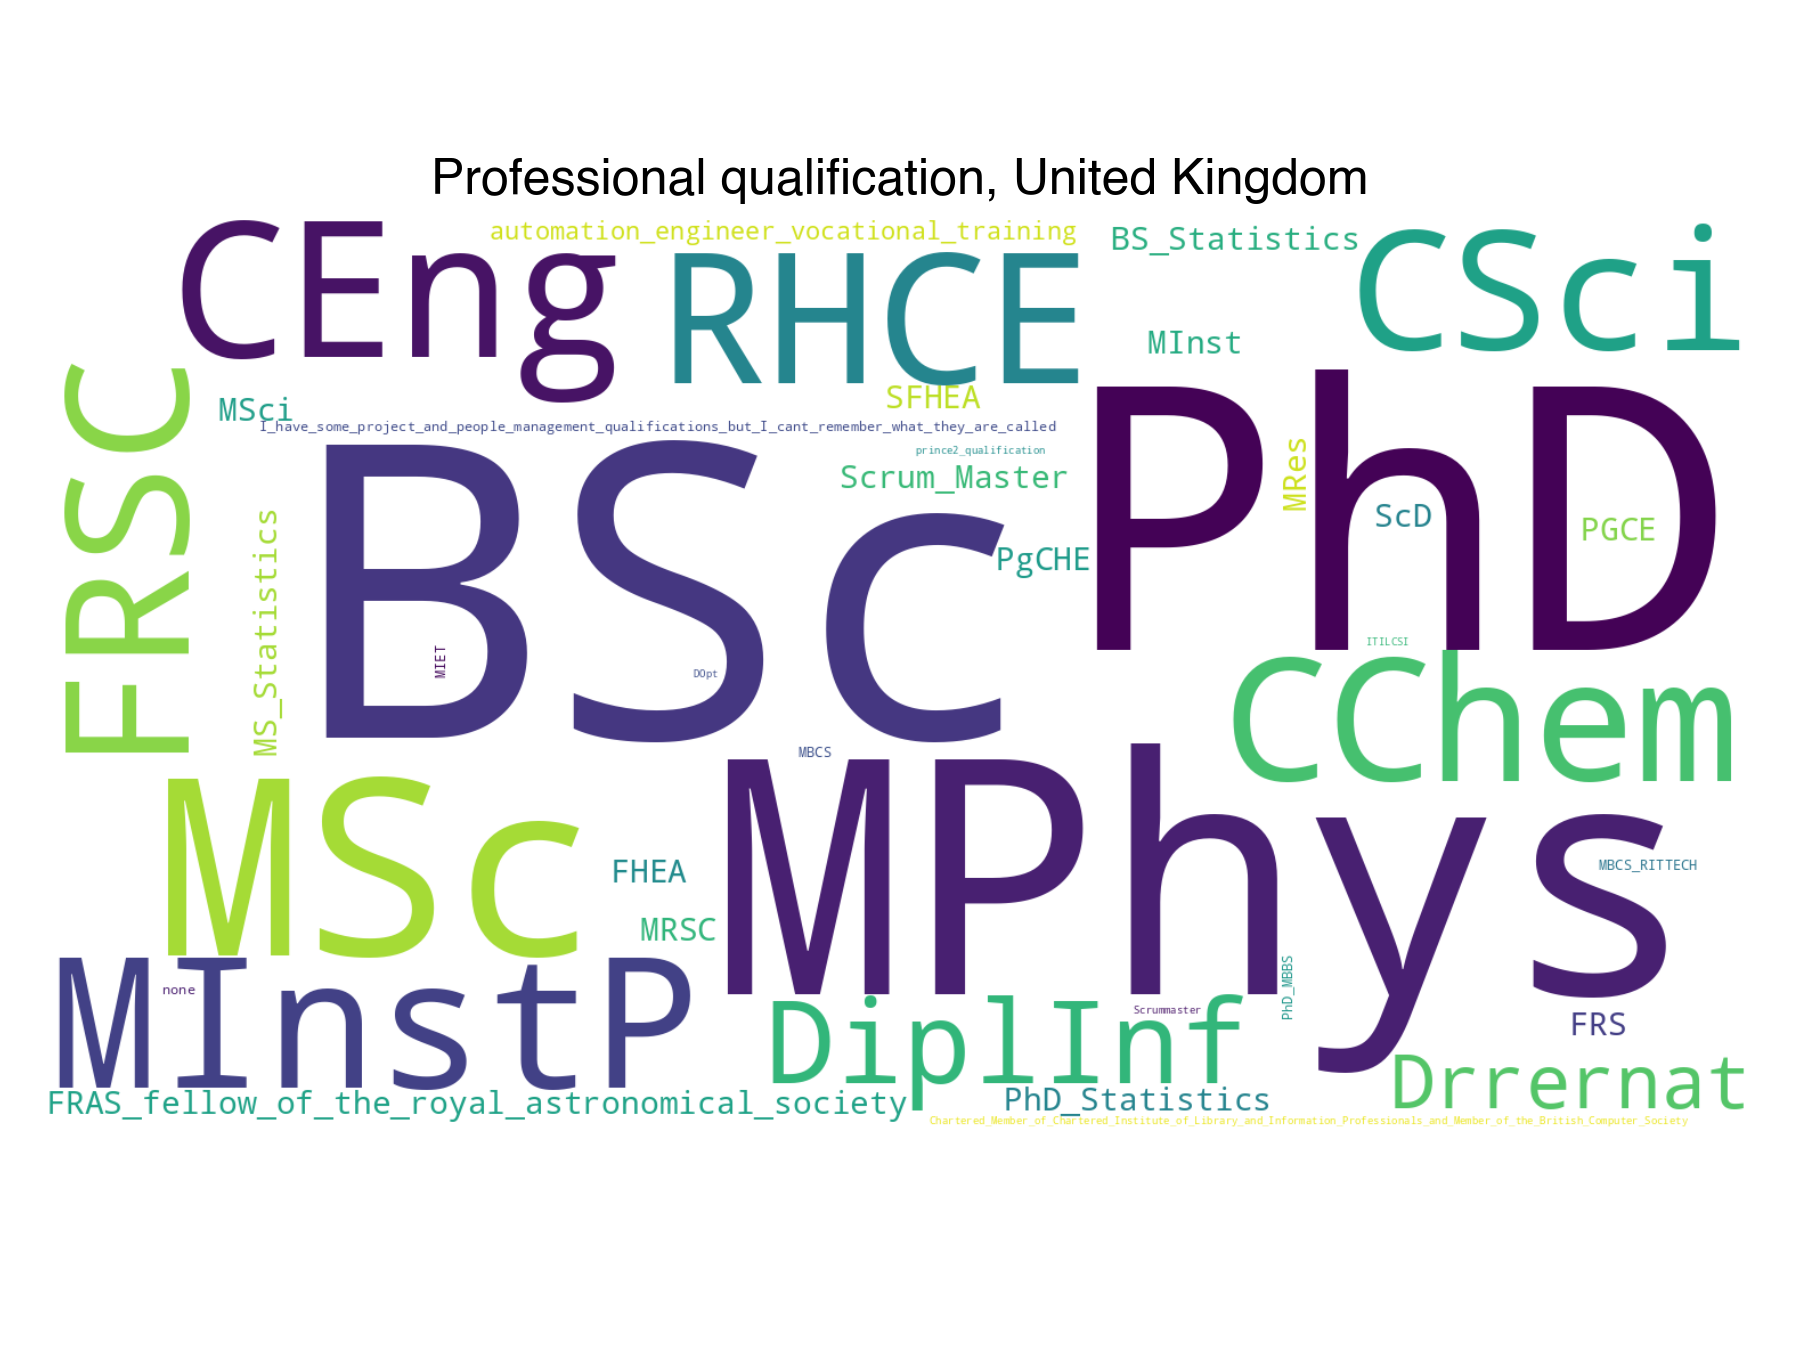 Professional qualification, United Kingdom
CEng
automation_engineer_vocational_training
RHCE
BS_Statistics
CSci
MInst
FRSC
MSci
SFHEA
I_have_some_project_and_people_management_qualifications_but_I_cant_remember_what_they_are_called
prince2_qualification
Scrum_Master
PhD
MRes
ScD
PGCE
BSc
PgCHE
MS_Statistics
MIET
DOpt
ITILCSI
CChem
MBCS
MSc
MPhys
FHEA
MBCS_RITTECH
MRSC
MInstP
none
PhD_MBBS
DiplInf
Scrummaster
FRS
Drrernat
FRAS_fellow_of_the_royal_astronomical_society
PhD_Statistics
Chartered_Member_of_Chartered_Institute_of_Library_and_Information_Professionals_and_Member_of_the_British_Computer_Society